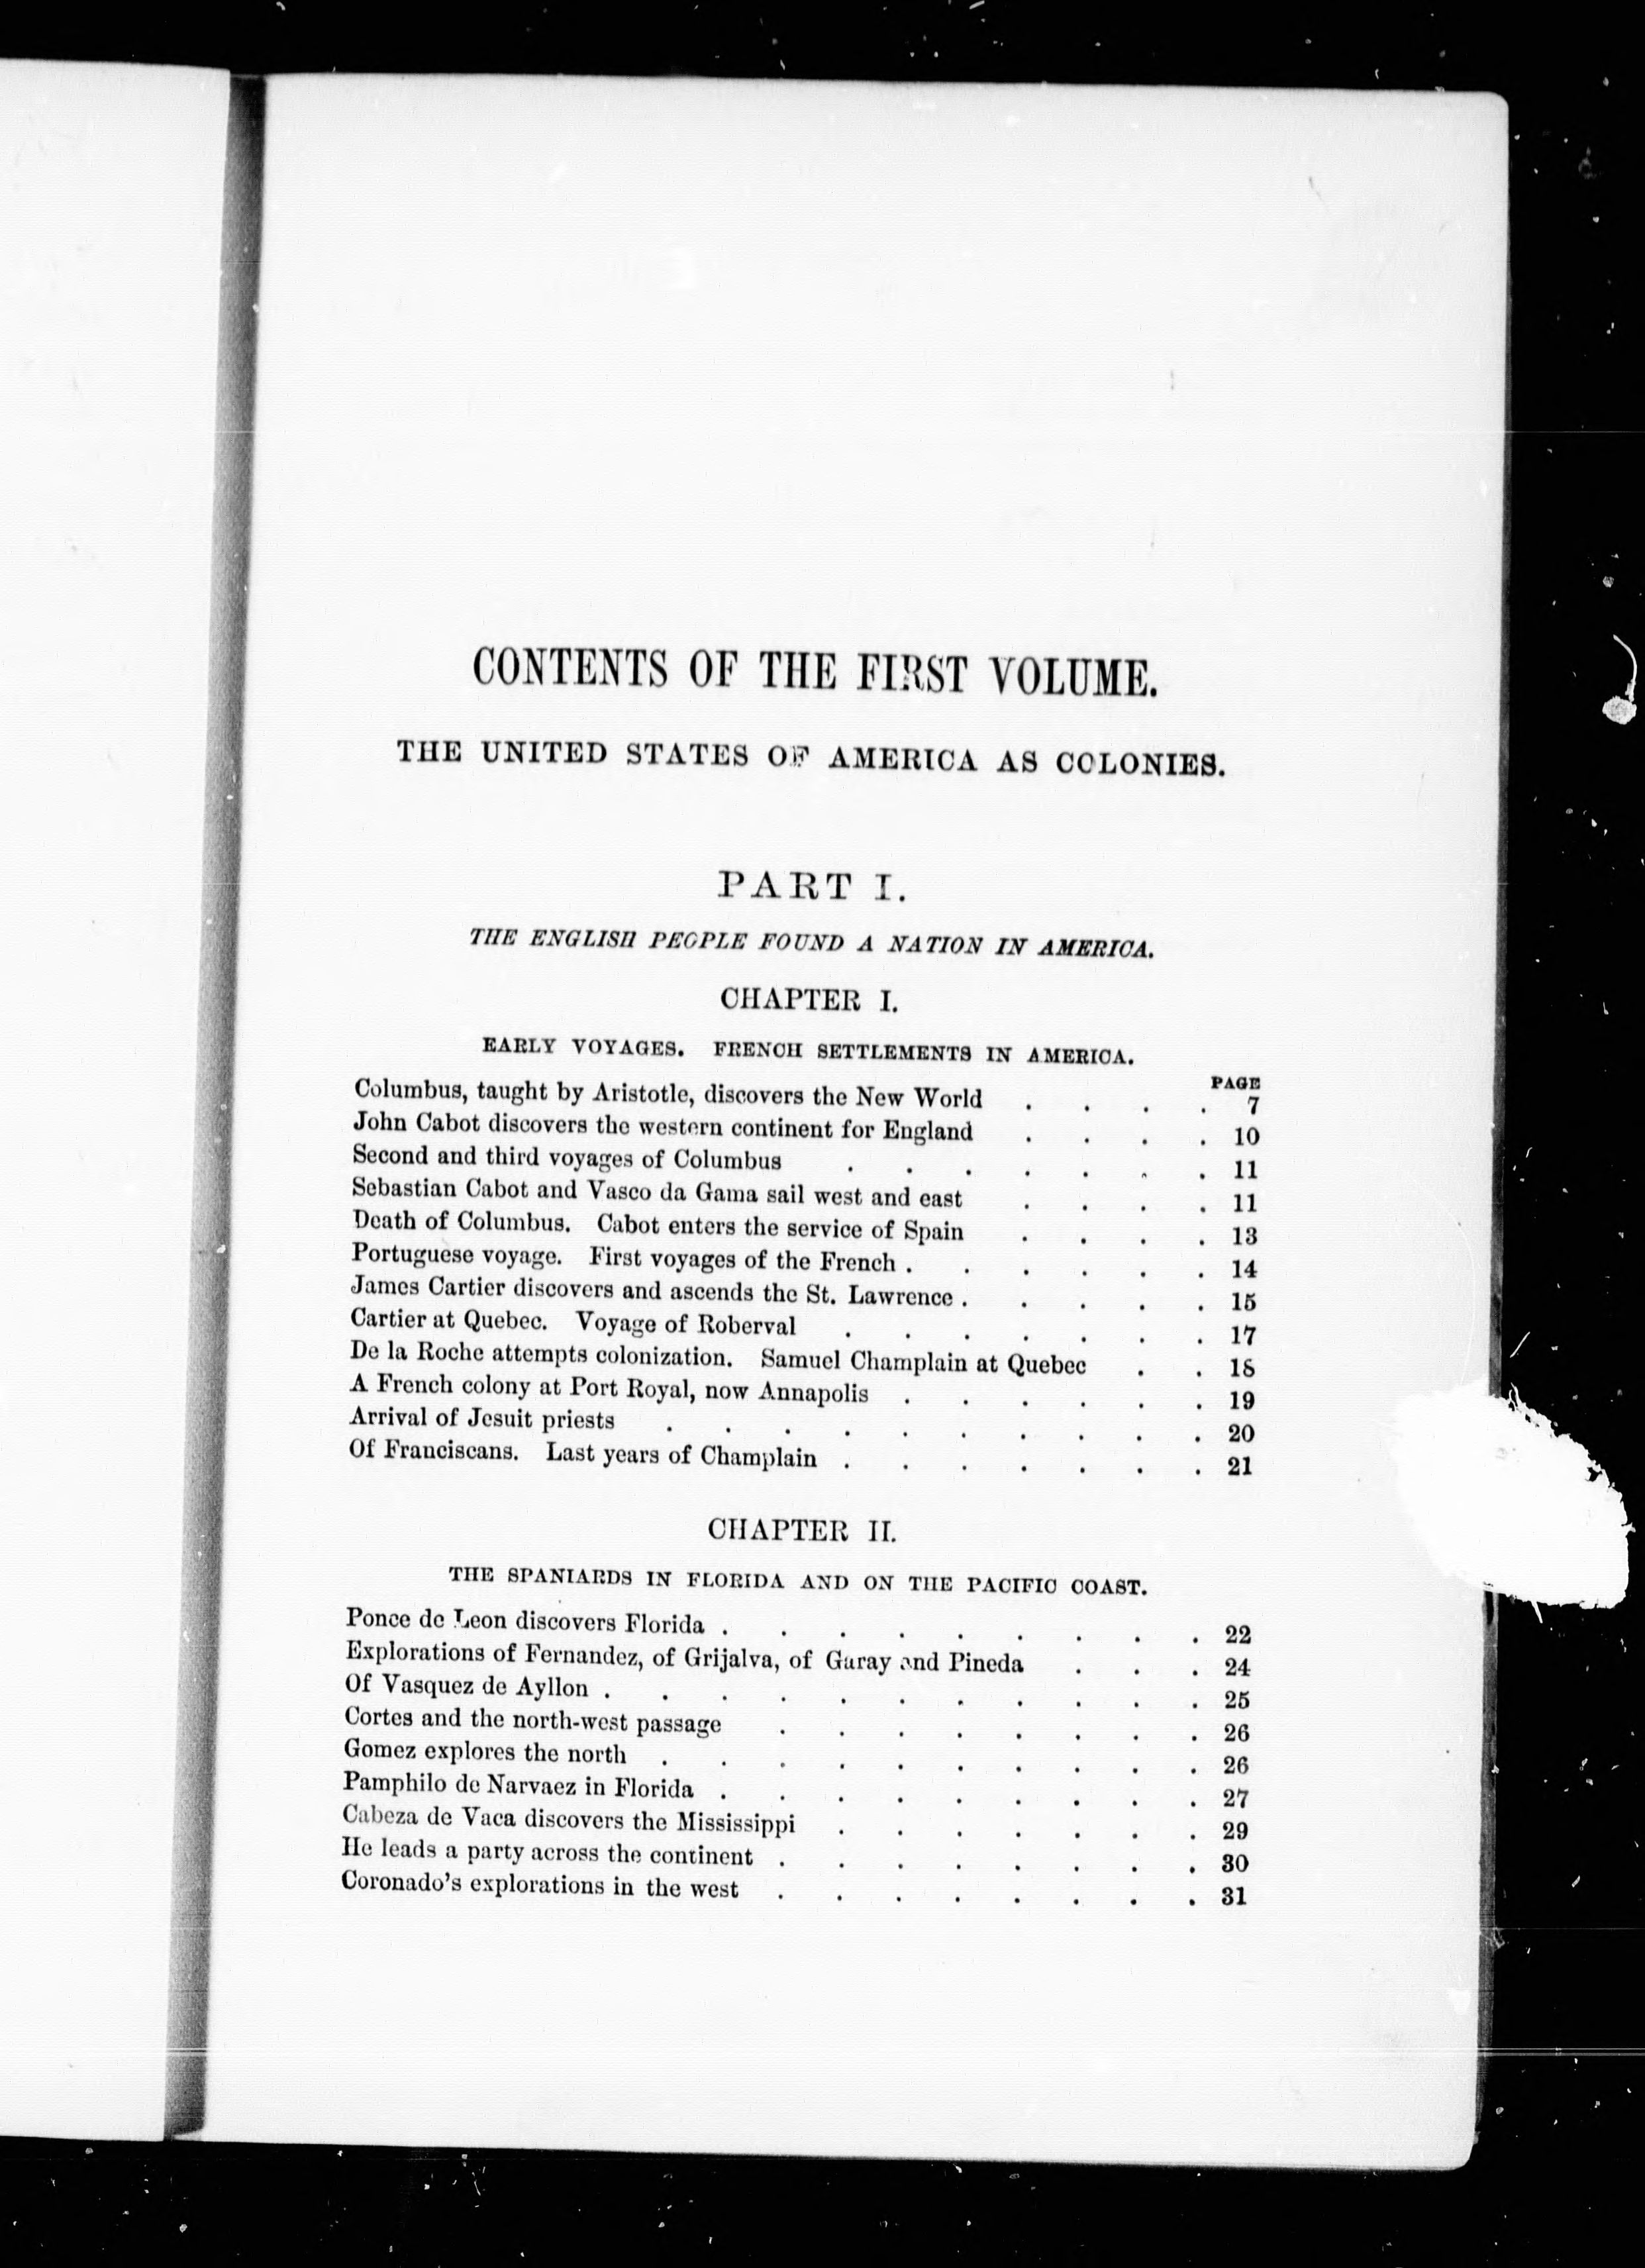 CONTENTS OF THE FIRST VOLUME.
THE UNITED STATES OF AMERICA AS COLONIES.
PART I.
THE ENGLISH PEOPLE FOUND A NATION IN AMERICA.
CHAPTER I.
EARLY VOYAGES. FRENCH SETTLEMENTS IN AMERICA.
PAGE
Columbus, taught by Aristotle, discovers the New World . . . . 7
John Cabot discovers the western continent for England . . . . 10
Second and third voyages of Columbus . . . . . . . 11
Sebastian Cabot and Vasco da Gama sail west and east . . . . 11
Death of Columbus. Cabot enters the service of Spain . . . . 13
Portuguese voyage. First voyages of the French . . . . . . 14
James Cartier discovers and ascends the St. Lawrence . . . . . 15
Cartier at Quebec. Voyage of Roberval . . . . . . . 17
De la Roche attempts colonization. Samuel Champlain at Quebec . . 18
A French colony at Port Royal, now Annapolis . . . . . . 19
Arrival of Jesuit priests . . . . . . . . . . 20
Of Franciscans. Last years of Champlain . . . . . . . 21
CHAPTER II.
THE SPANIARDS IN FLORIDA AND ON THE PACIFIC COAST.
Ponce de Leon discovers Florida . . . . . . . . . 22
Explorations of Fernandez, of Grijalva, of Garay and Pineda . . . 24
Of Vasquez de Ayllon . . . . . . . . . . . 25
Cortes and the north-west passage . . . . . . . . 26
Gomez explores the north . . . . . . . . . . 26
Pamphilo de Narvaez in Florida . . . . . . . . . 27
Cabeza de Vaca discovers the Mississippi . . . . . . . 29
He leads a party across the continent . . . . . . . . 30
Coronado's explorations in the west . . . . . . . . 31